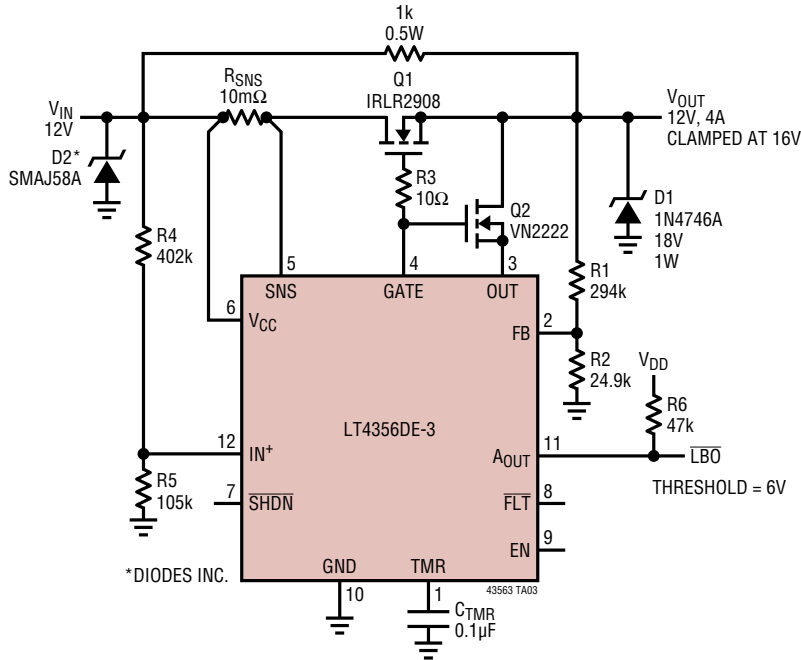 1k
0.5W
RSNS
10mΩ
Q1
IRLR2908
VIN
12V
VOUT
12V, 4A
CLAMPED AT 16V
D2*
SMAJ58A
R3
10Ω
Q2
VN2222
D1
1N4746A
18V
1W
R4
402k
5
4
3
SNS
GATE
OUT
R1
294k
6
VCC
FB
2
R2
24.9k
VDD
R6
47k
LT4356DE-3
12
IN+
AOUT
11
LBO
THRESHOLD = 6V
R5
105k
7
SHDN
FLT
8
EN
9
*DIODES INC.
GND
TMR
10
1
43563 TA03
CTMR
0.1µF